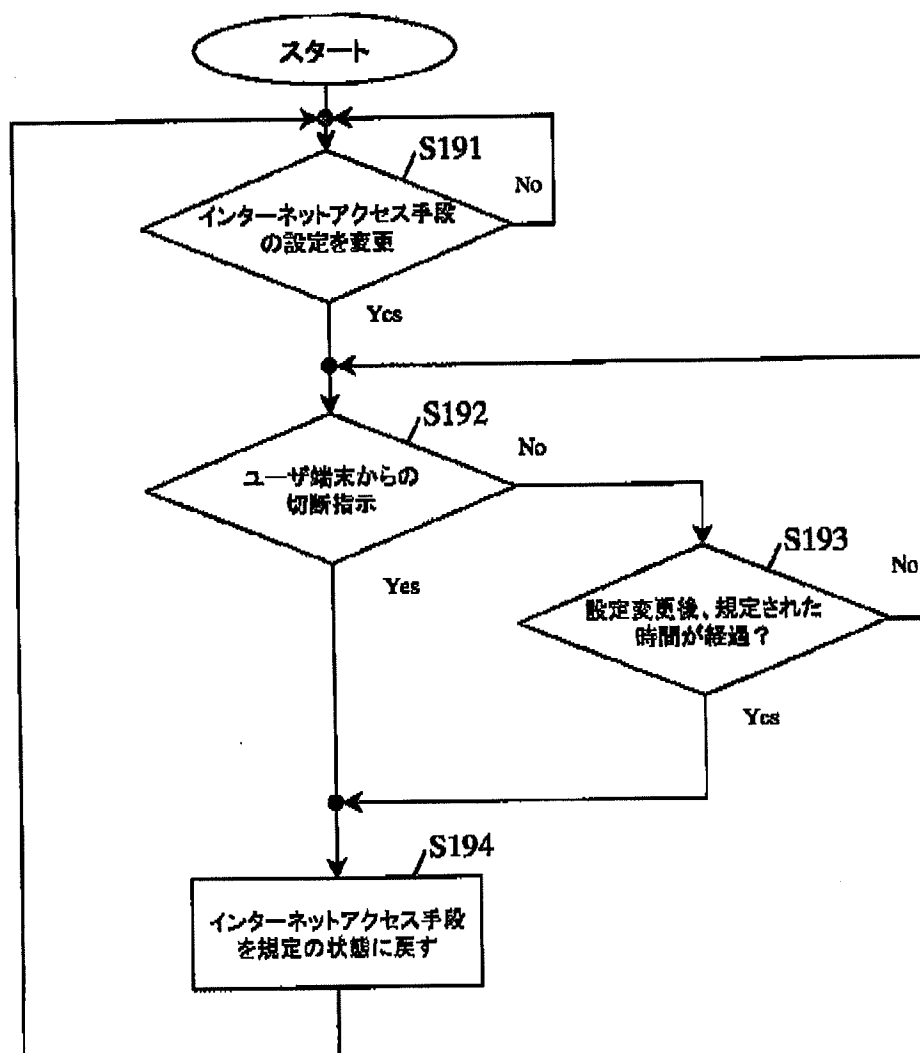 スタート
S191
No
インターネットアクセス手段
の設定を変更
Yes
S192
No
ユーザ端末からの
切断指示
Yes
S193
No
設定変更後、規定された
時間が経過？
Yes
S194
インターネットアクセス手段
を規定の状態に戻す